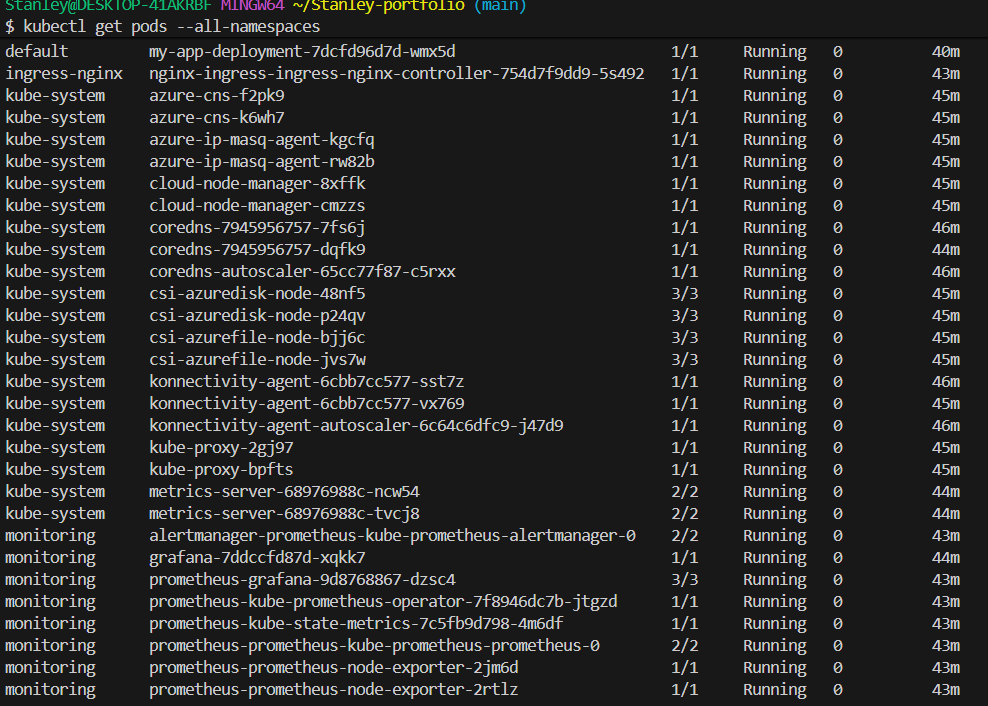 Stanley@DESKTOP-41AKRBF MINGW64 ~/Stanley-portfolio (main)
$ kubectl get pods --all-namespaces
default my-app-deployment-7dcfd96d7d-wmx5d 1/1 Running 0 40m
ingress-nginx nginx-ingress-ingress-nginx-controller-754d7f9dd9-5s492 1/1 Running 0 43m
kube-system azure-cns-f2pk9 1/1 Running 0 45m
kube-system azure-cns-k6wh7 1/1 Running 0 45m
kube-system azure-ip-masq-agent-kgcfq 1/1 Running 0 45m
kube-system azure-ip-masq-agent-rw82b 1/1 Running 0 45m
kube-system cloud-node-manager-8xffk 1/1 Running 0 45m
kube-system cloud-node-manager-cmzzs 1/1 Running 0 45m
kube-system coredns-7945956757-7fs6j 1/1 Running 0 46m
kube-system coredns-7945956757-dqfk9 1/1 Running 0 44m
kube-system coredns-autoscaler-65cc77f87-c5rxx 1/1 Running 0 46m
kube-system csi-azuredisk-node-48nf5 3/3 Running 0 45m
kube-system csi-azuredisk-node-p24qv 3/3 Running 0 45m
kube-system csi-azurefile-node-bjj6c 3/3 Running 0 45m
kube-system csi-azurefile-node-jvs7w 3/3 Running 0 45m
kube-system konnectivity-agent-6cbb7cc577-sst7z 1/1 Running 0 46m
kube-system konnectivity-agent-6cbb7cc577-vx769 1/1 Running 0 45m
kube-system konnectivity-agent-autoscaler-6c64c6dfc9-j47d9 1/1 Running 0 46m
kube-system kube-proxy-2gj97 1/1 Running 0 45m
kube-system kube-proxy-bpfts 1/1 Running 0 45m
kube-system metrics-server-68976988c-ncw54 2/2 Running 0 44m
kube-system metrics-server-68976988c-tvcj8 2/2 Running 0 44m
monitoring alertmanager-prometheus-kube-prometheus-alertmanager-0 2/2 Running 0 43m
monitoring grafana-7ddccfd87d-xqkk7 1/1 Running 0 44m
monitoring prometheus-grafana-9d8768867-dzsc4 3/3 Running 0 43m
monitoring prometheus-kube-prometheus-operator-7f8946dc7b-jtgzd 1/1 Running 0 43m
monitoring prometheus-kube-state-metrics-7c5fb9d798-4m6df 1/1 Running 0 43m
monitoring prometheus-prometheus-kube-prometheus-prometheus-0 2/2 Running 0 43m
monitoring prometheus-prometheus-node-exporter-2jm6d 1/1 Running 0 43m
monitoring prometheus-prometheus-node-exporter-2rtlz 1/1 Running 0 43m